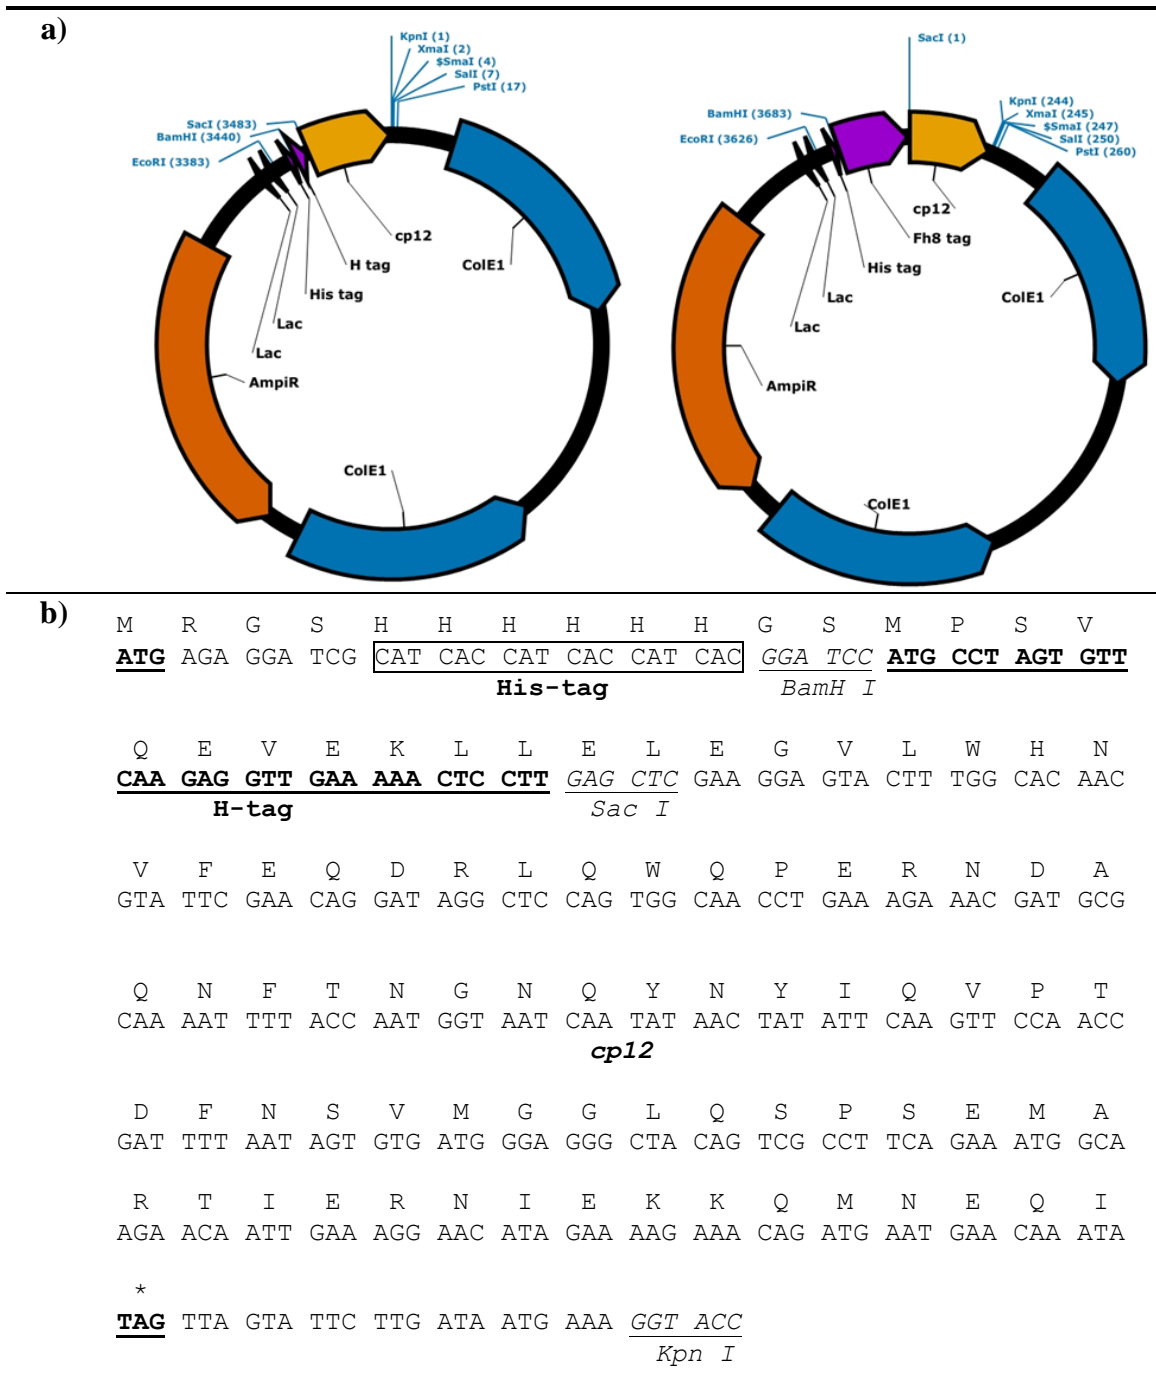 a)
KpnI (1)
XmaI (2)
$SmaI (4)
SalI (7)
PstI (17)
SacI (3483)
BamHI (3440)
EcoRI (3383)
cp12
H tag
His tag
Lac
Lac
AmpiR
ColE1
ColE1
SacI (1)
KpnI (244)
XmaI (245)
$SmaI (247)
SalI (250)
PstI (260)
BamHI (3683)
EcoRI (3626)
cp12
Fh8 tag
His tag
Lac
Lac
AmpiR
ColE1
ColE1
b)
M R G S H H H H H H G S M P S V
ATG AGA GGA TCG CAT CAC CAT CAC CAT CAC GGA TCC ATG CCT AGT GTT
His-tag BamH I
Q E V E K L L E L E G V L W H N
CAA GAG GTT GAA AAA CTC CTT GAG CTC GAA GGA GTA CTT TGG CAC AAC
H-tag Sac I
V F E Q D R L Q W Q P E R N D A
GTA TTC GAA CAG GAT AGG CTC CAG TGG CAA CCT GAA AGA AAC GAT GCG
Q N F T N G N Q Y N Y I Q V P T
CAA AAT TTT ACC AAT GGT AAT CAA TAT AAC TAT ATT CAA GTT CCA ACC
cp12
D F N S V M G G L Q S P S E M A
GAT TTT AAT AGT GTG ATG GGA GGG CTA CAG TCG CCT TCA GAA ATG GCA
R T I E R N I E K K Q M N E Q I
AGA ACA ATT GAA AGG AAC ATA GAA AAG AAA CAG ATG AAT GAA CAA ATA
*
TAG TTA GTA TTC TTG ATA ATG AAA GGT ACC
Kpn I